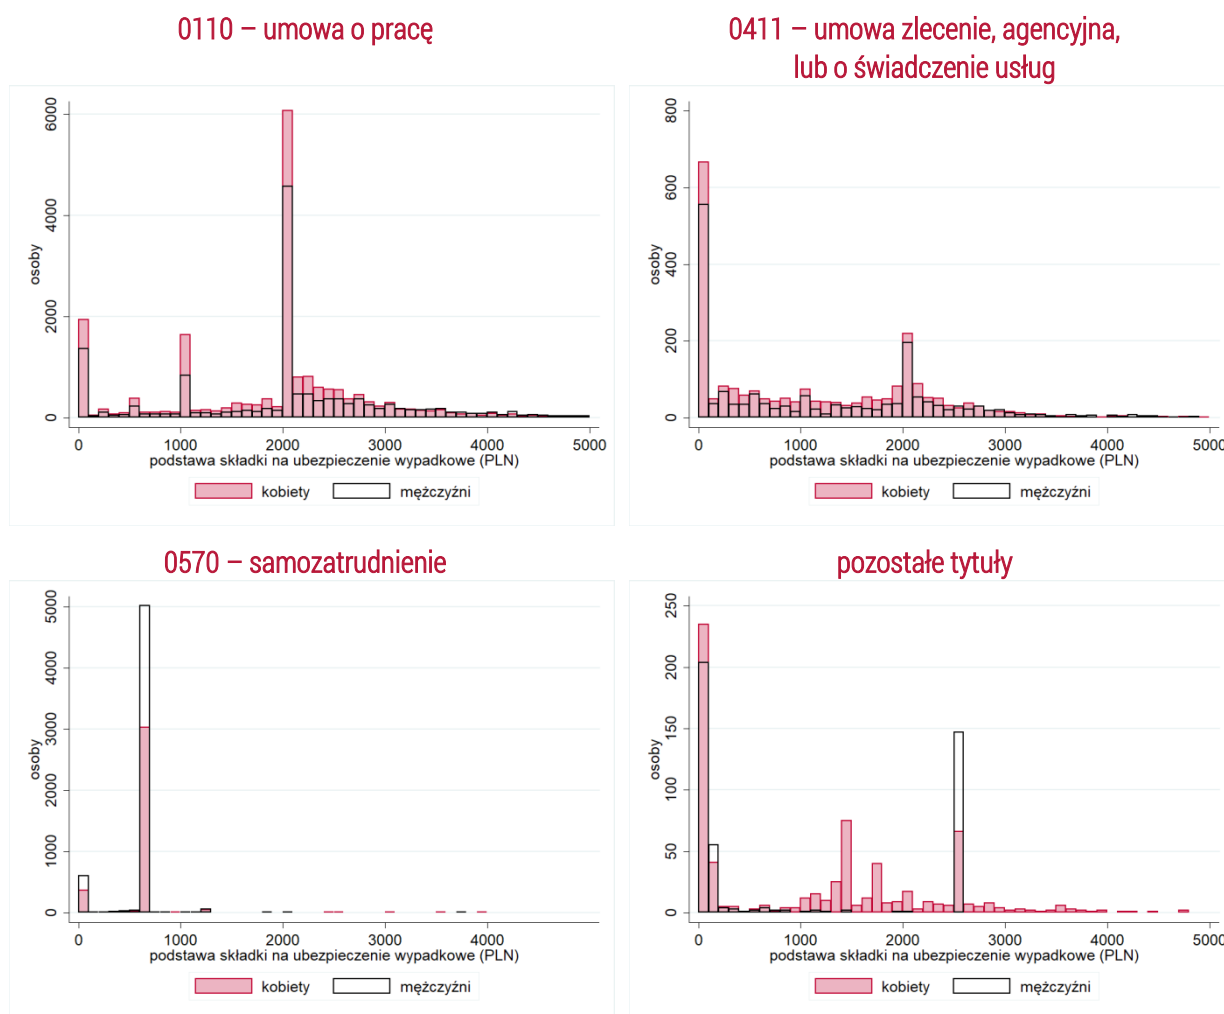 0110 – umowa o pracę
0411 – umowa zlecenie, agencyjna,
lub o świadczenie usług
6000
4000
2000
0
osoby
0 1000 2000 3000 4000 5000
podstawa składki na ubezpieczenie wypadkowe (PLN)
kobiety mężczyźni
800
600
400
200
0
osoby
0 1000 2000 3000 4000 5000
podstawa składki na ubezpieczenie wypadkowe (PLN)
kobiety mężczyźni
0570 – samozatrudnienie
pozostałe tytuły
5000
4000
3000
2000
1000
0
osoby
0 1000 2000 3000 4000
podstawa składki na ubezpieczenie wypadkowe (PLN)
kobiety mężczyźni
250
200
150
100
50
0
osoby
0 1000 2000 3000 4000 5000
podstawa składki na ubezpieczenie wypadkowe (PLN)
kobiety mężczyźni